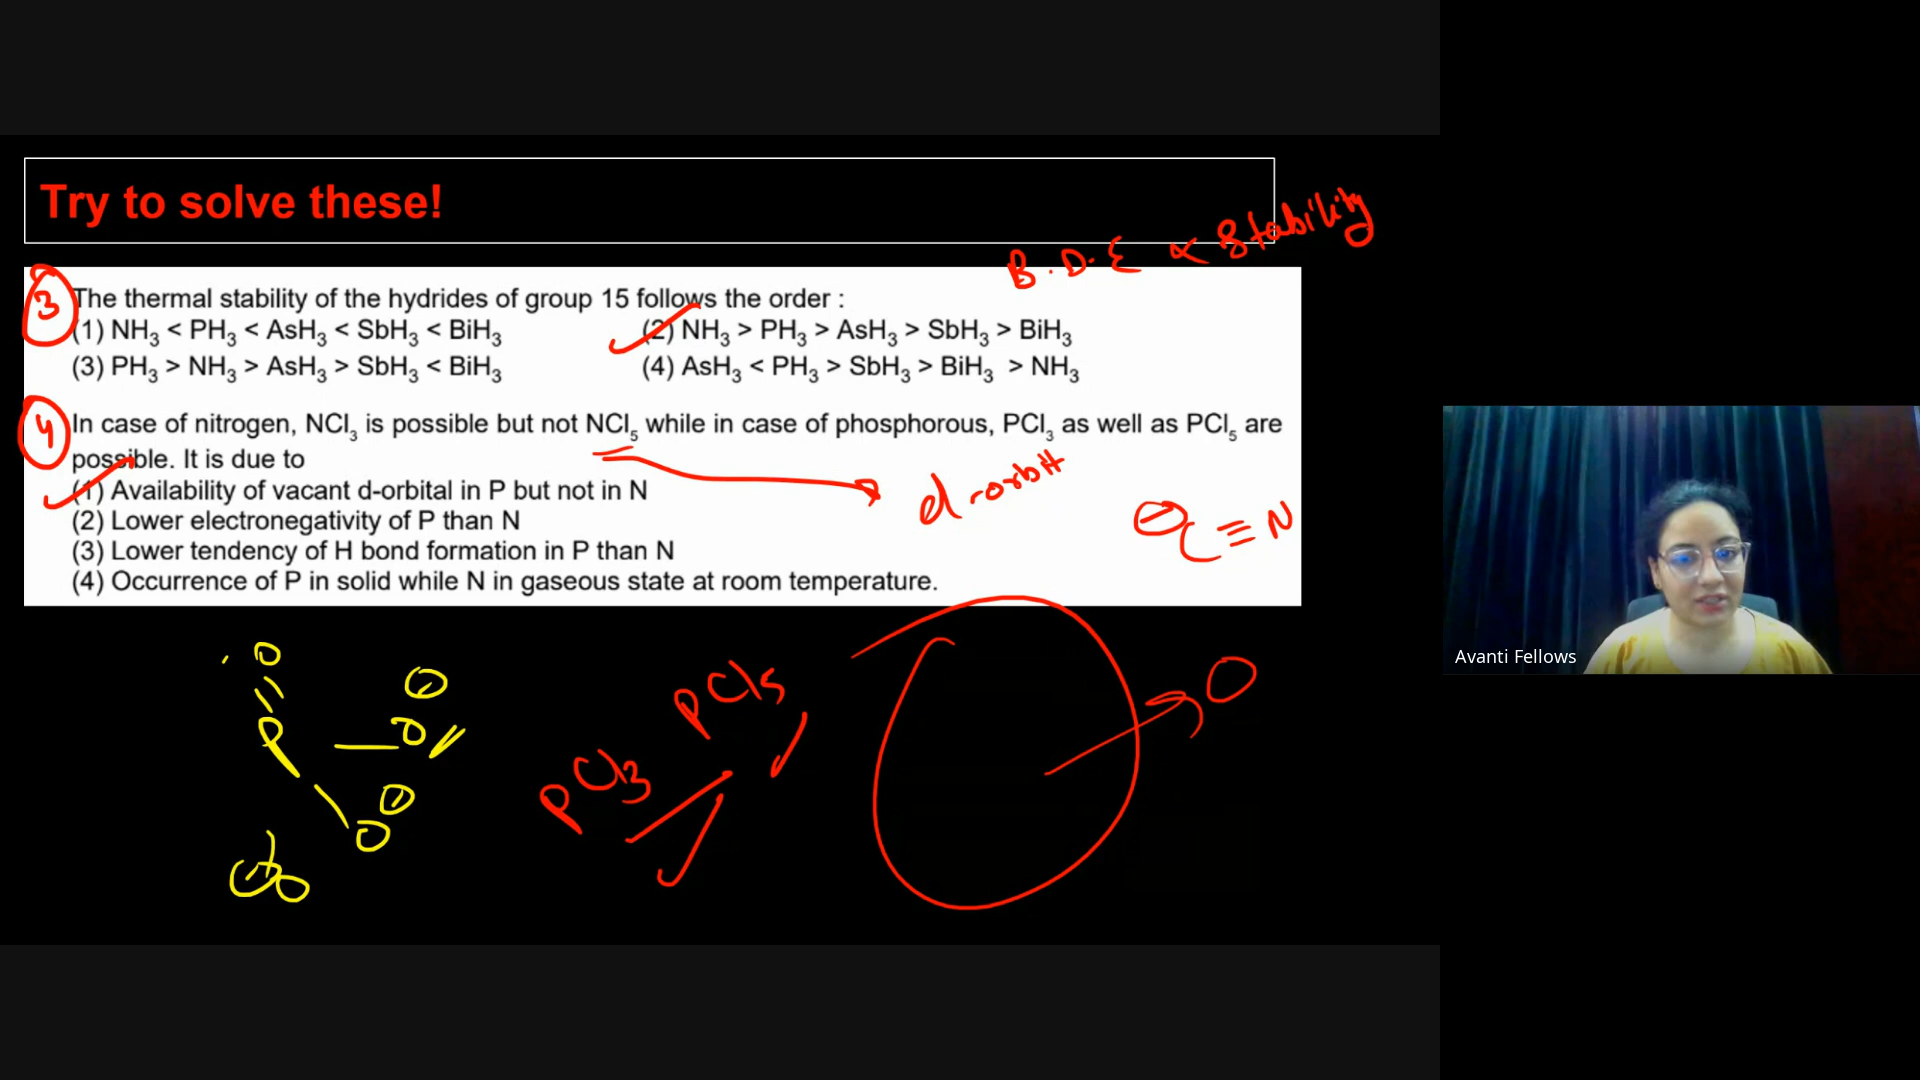 Try to solve these!
B.D.E ∝ Stability
3 The thermal stability of the hydrides of group 15 follows the order :
(1) NH₃ < PH₃ < AsH₃ < SbH₃ < BiH₃ (2) NH₃ > PH₃ > AsH₃ > SbH₃ > BiH₃
(3) PH₃ > NH₃ > AsH₃ > SbH₃ < BiH₃ (4) AsH₃ < PH₃ > SbH₃ > BiH₃ > NH₃
4 In case of nitrogen, NCl₃ is possible but not NCl₅ while in case of phosphorous, PCl₃ as well as PCl₅ are
possible. It is due to
(1) Availability of vacant d-orbital in P but not in N
(2) Lower electronegativity of P than N
(3) Lower tendency of H bond formation in P than N
(4) Occurrence of P in solid while N in gaseous state at room temperature.
d-orbit
C≡N
O
P
O
O
PCl₃
PCl₅
O
Avanti Fellows